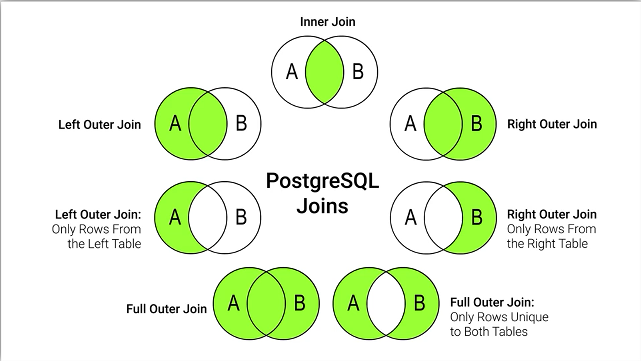 Inner Join
A B
Left Outer Join
A B
A B
Right Outer Join
PostgreSQL
Joins
Left Outer Join:
Only Rows From
the Left Table
A B
A B
Right Outer Join
Only Rows From
the Right Table
Full Outer Join
A B
A B
Full Outer Join:
Only Rows Unique
to Both Tables